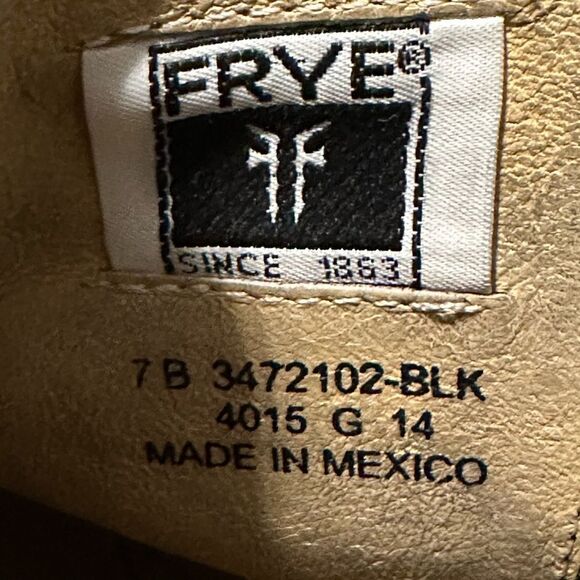 FRYE®
SINCE 1863
7 B 3472102-BLK
4015 G 14
MADE IN MEXICO